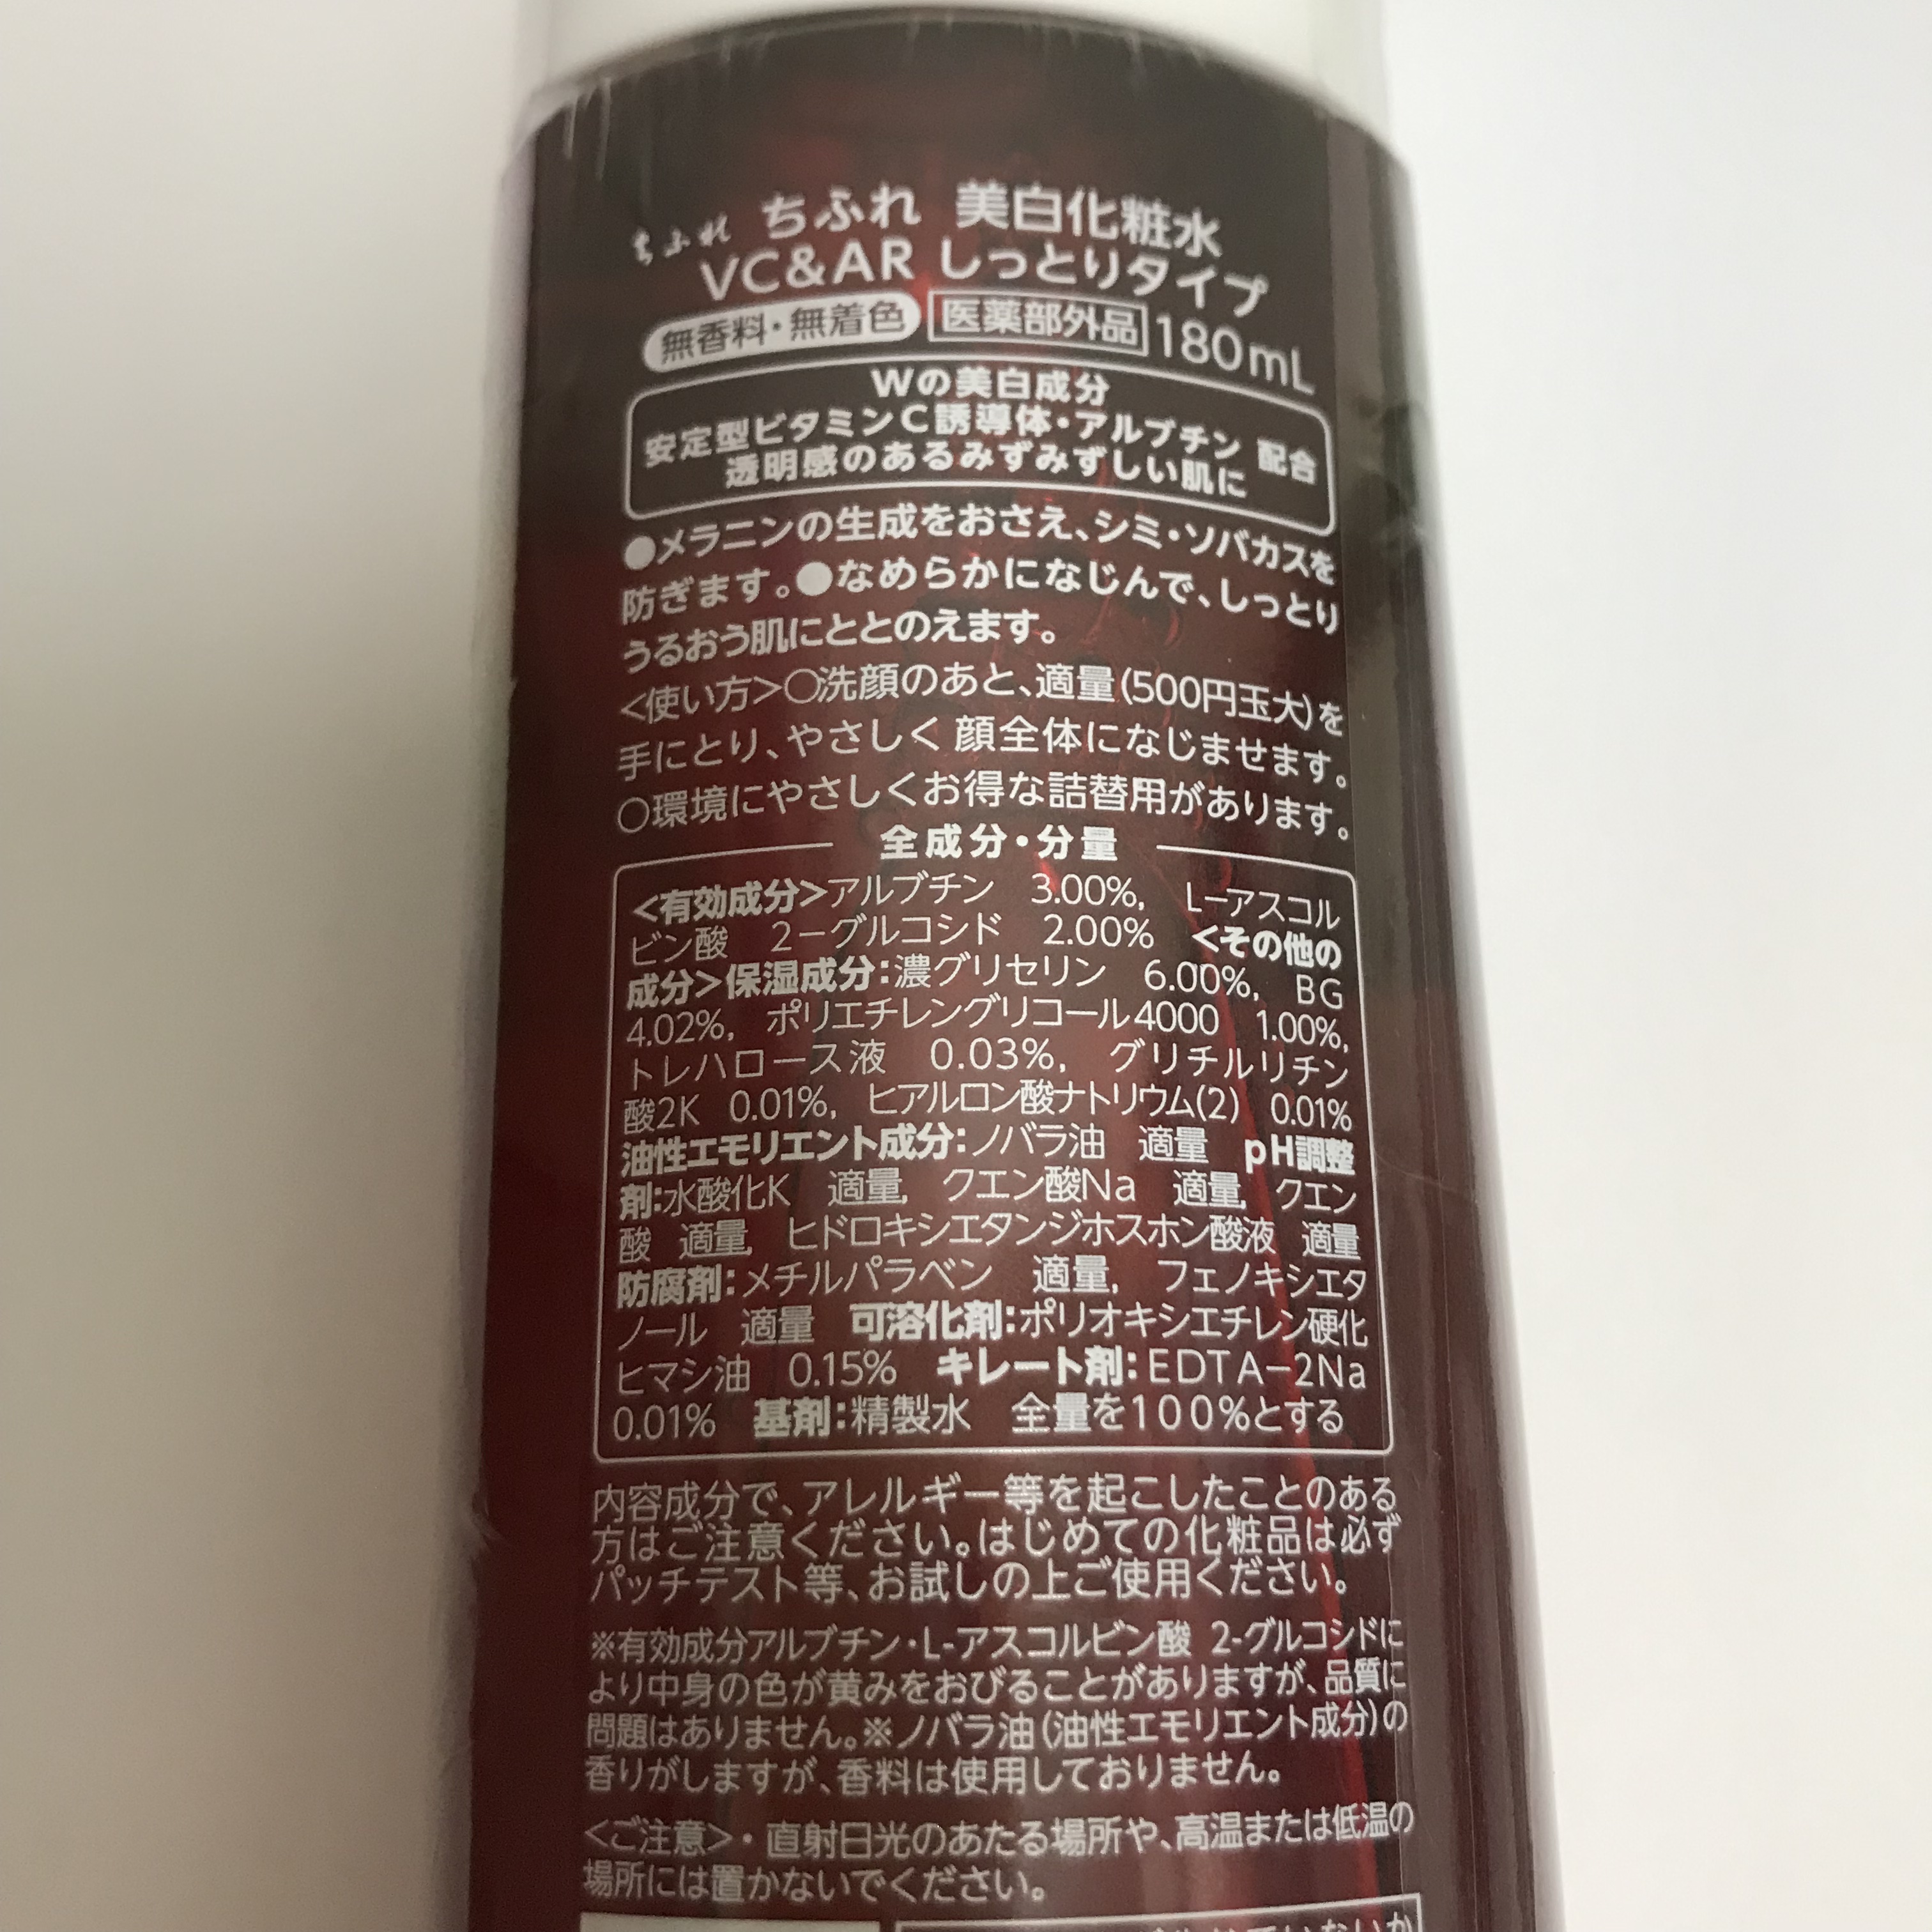 ちふれ ちふれ 美白化粧水
VC&AR しっとりタイプ
無香料・無着色 医薬部外品 180mL
Wの美白成分
安定型ビタミンC誘導体・アルブチン 配合
透明感のあるみずみずしい肌に
●メラニンの生成をおさえ、シミ・ソバカスを
防ぎます。●なめらかになじんで、しっとり
うるおう肌にととのえます。
<使い方>○洗顔のあと、適量(500円玉大)を
手にとり、やさしく顔全体になじませます。
○環境にやさしくお得な詰替用があります。
全成分・分量
<有効成分>アルブチン 3.00%, L-アスコル
ビン酸 2-グルコシド 2.00% <その他の
成分>保湿成分:濃グリセリン 6.00%, BG
4.02%, ポリエチレングリコール4000 1.00%,
トレハロース液 0.03%, グリチルリチン
酸2K 0.01%, ヒアルロン酸ナトリウム(2) 0.01%
油性エモリエント成分:ノバラ油 適量 pH調整
剤:水酸化K 適量, クエン酸Na 適量, クエン
酸 適量, ヒドロキシエタンジホスホン酸液 適量
防腐剤:メチルパラベン 適量, フェノキシエタ
ノール 適量 可溶化剤:ポリオキシエチレン硬化
ヒマシ油 0.15% キレート剤:EDTA-2Na
0.01% 基剤:精製水 全量を100%とする
内容成分で、アレルギー等を起こしたことのある
方はご注意ください。はじめての化粧品は必ず
パッチテスト等、お試しの上ご使用ください。
※有効成分アルブチン・L-アスコルビン酸 2-グルコシドに
より中身の色が黄みをおびることがありますが、品質に
問題はありません。※ノバラ油(油性エモリエント成分)の
香りがしますが、香料は使用しておりません。
<ご注意>・直射日光のあたる場所や、高温または低温の
場所には置かないでください。